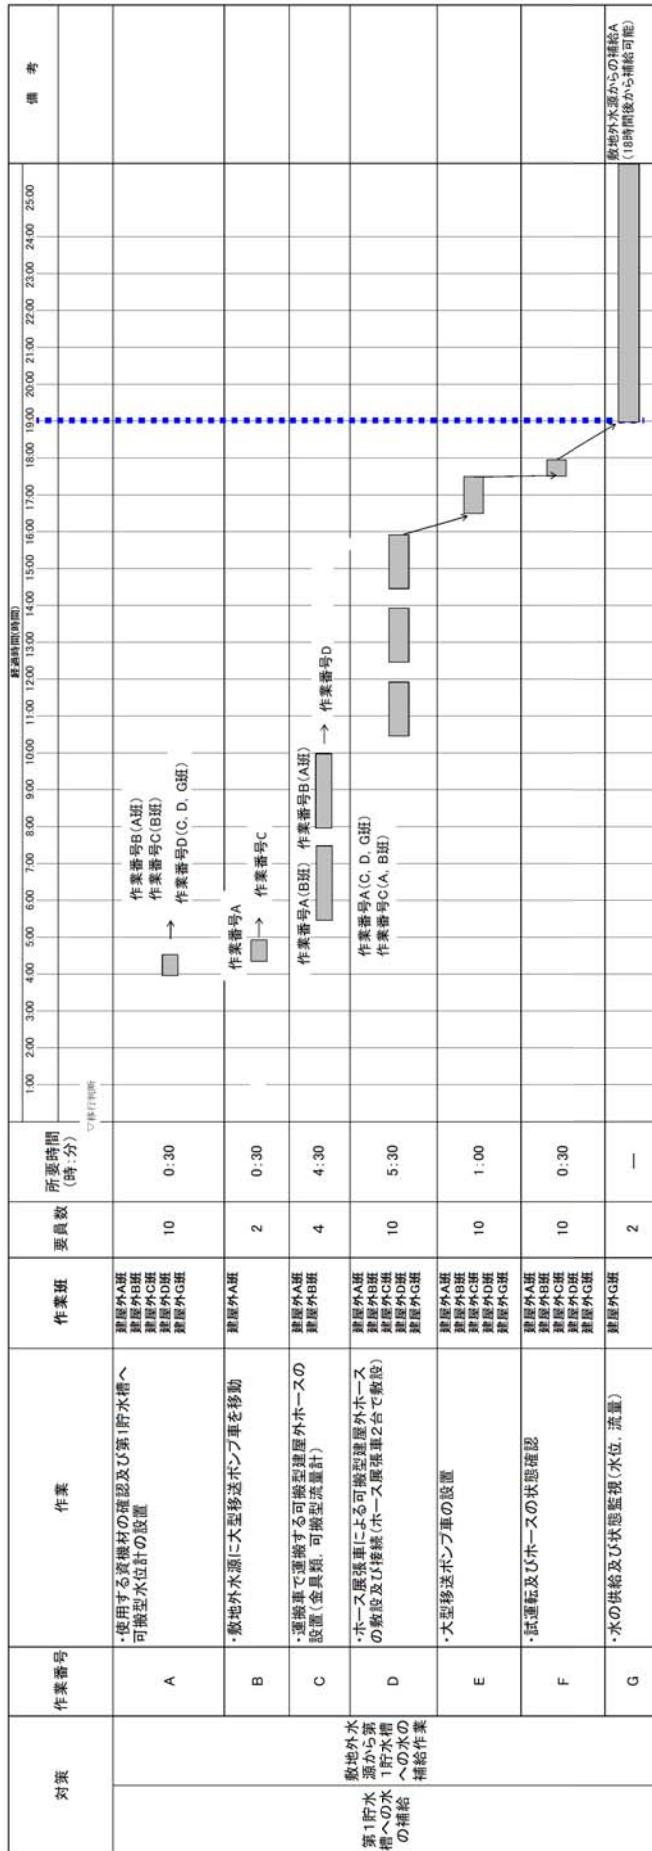 対策
作業番号
作業
作業班
要員数
所要時間
(時:分)
経過時間(時間)
備 考
1:00 2:00 3:00 4:00 5:00 6:00 7:00 8:00 9:00 10:00 11:00 12:00 13:00 14:00 15:00 16:00 17:00 18:00 19:00 20:00 21:00 22:00 23:00 24:00 25:00
▽移行判断
第1貯水
槽への水
の補給
敷地外水
源から第
1貯水槽
への水の
補給作業
A
・使用する資機材の確認及び第1貯水槽へ
可搬型水位計の設置
建屋外A班
建屋外B班
建屋外C班
建屋外D班
建屋外G班
10
0:30
作業番号B(A班)
作業番号C(B班)
作業番号D(C, D, G班)
B
・敷地外水源に大型移送ポンプ車を移動
建屋外A班
2
0:30
作業番号A
作業番号C
C
・運搬車で運搬する可搬型建屋外ホースの
設置(金具類, 可搬型流量計)
建屋外A班
建屋外B班
4
4:30
作業番号A(B班)
作業番号B(A班)
作業番号D
D
・ホース展張車による可搬型建屋外ホース
の敷設及び接続(ホース展張車2台で敷設)
建屋外A班
建屋外B班
建屋外C班
建屋外D班
建屋外G班
10
5:30
作業番号A(C, D, G班)
作業番号C(A, B班)
E
・大型移送ポンプ車の設置
建屋外A班
建屋外B班
建屋外C班
建屋外D班
建屋外G班
10
1:00
F
・試運転及びホースの状態確認
建屋外A班
建屋外B班
建屋外C班
建屋外D班
建屋外G班
10
0:30
G
・水の供給及び状態監視(水位, 流量)
建屋外G班
2
―
敷地外水源からの補給A
(18時間後から補給可能)